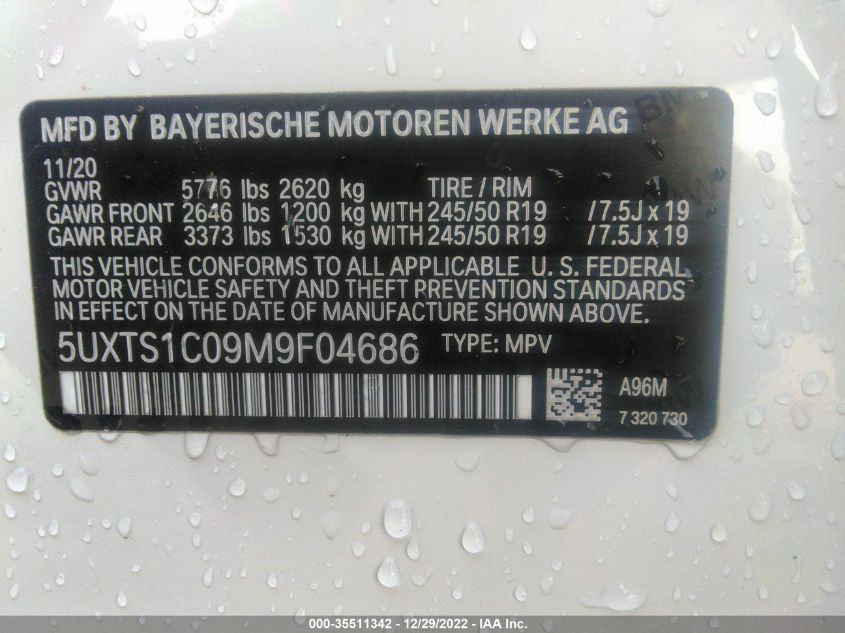 MFD BY BAYERISCHE MOTOREN WERKE AG
11/20
GVWR 5776 lbs 2620 kg TIRE / RIM
GAWR FRONT 2646 lbs 1200 kg WITH 245/50 R19 / 7.5J x 19
GAWR REAR 3373 lbs 1530 kg WITH 245/50 R19 / 7.5J x 19
THIS VEHICLE CONFORMS TO ALL APPLICABLE U. S. FEDERAL
MOTOR VEHICLE SAFETY AND THEFT PREVENTION STANDARDS
IN EFFECT ON THE DATE OF MANUFACTURE SHOWN ABOVE.
5UXTS1C09M9F04686 TYPE: MPV
A96M
7 320 730
000-35511342 - 12/29/2022 - IAA Inc.